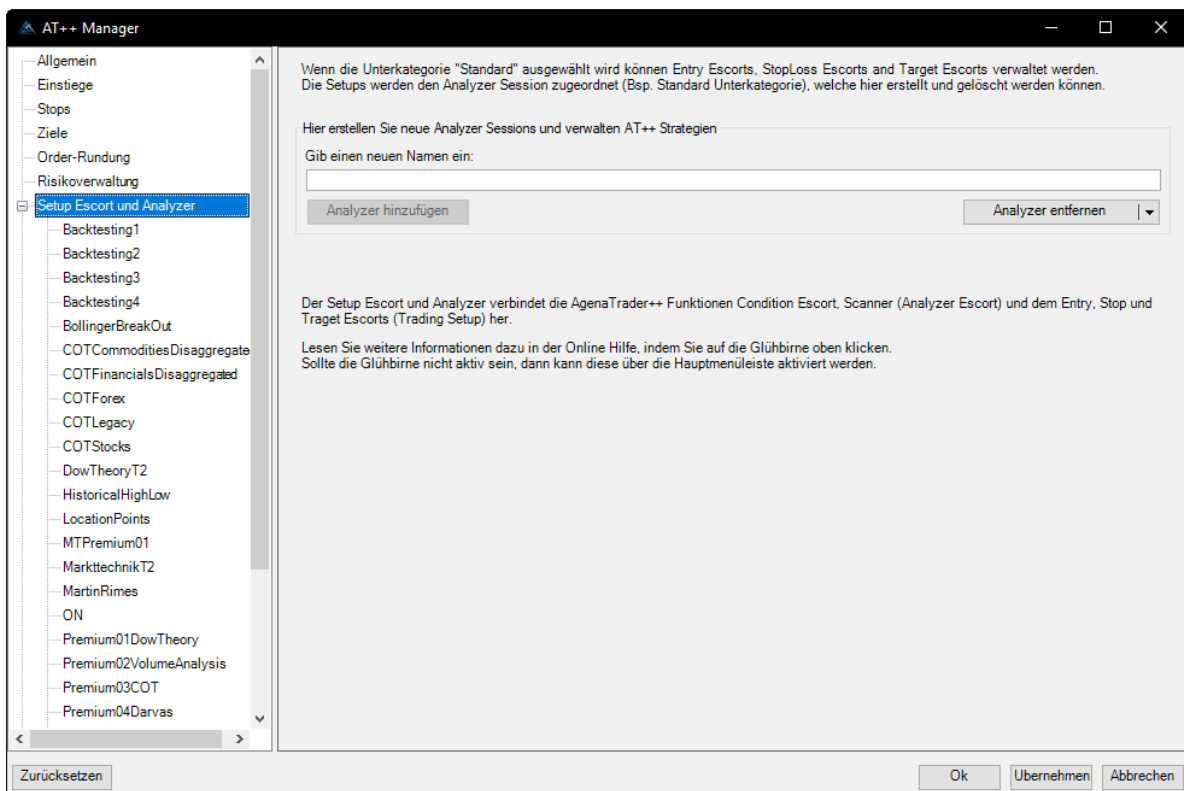 AT++ Manager
Allgemein
Einstiege
Stops
Ziele
Order-Rundung
Risikoverwaltung
Setup Escort und Analyzer
Backtesting1
Backtesting2
Backtesting3
Backtesting4
BollingerBreakOut
COTCommoditiesDisaggregate
COTFinancialsDisaggregated
COTForex
COTLegacy
COTStocks
DowTheoryT2
HistoricalHighLow
LocationPoints
MTPremium01
MarkttechnikT2
MartinRimes
ON
Premium01DowTheory
Premium02VolumeAnalysis
Premium03COT
Premium04Darvas
Wenn die Unterkategorie "Standard" ausgewählt wird können Entry Escorts, StopLoss Escorts and Target Escorts verwaltet werden.
Die Setups werden den Analyzer Session zugeordnet (Bsp. Standard Unterkategorie), welche hier erstellt und gelöscht werden können.
Hier erstellen Sie neue Analyzer Sessions und verwalten AT++ Strategien
Gib einen neuen Namen ein:
Analyzer hinzufügen
Analyzer entfernen
Der Setup Escort und Analyzer verbindet die AgenaTrader++ Funktionen Condition Escort, Scanner (Analyzer Escort) und dem Entry, Stop und
Traget Escorts (Trading Setup) her.
Lesen Sie weitere Informationen dazu in der Online Hilfe, indem Sie auf die Glühbirne oben klicken.
Sollte die Glühbirne nicht aktiv sein, dann kann diese über die Hauptmenüleiste aktiviert werden.
Zurücksetzen
Ok
Ubernehmen
Abbrechen